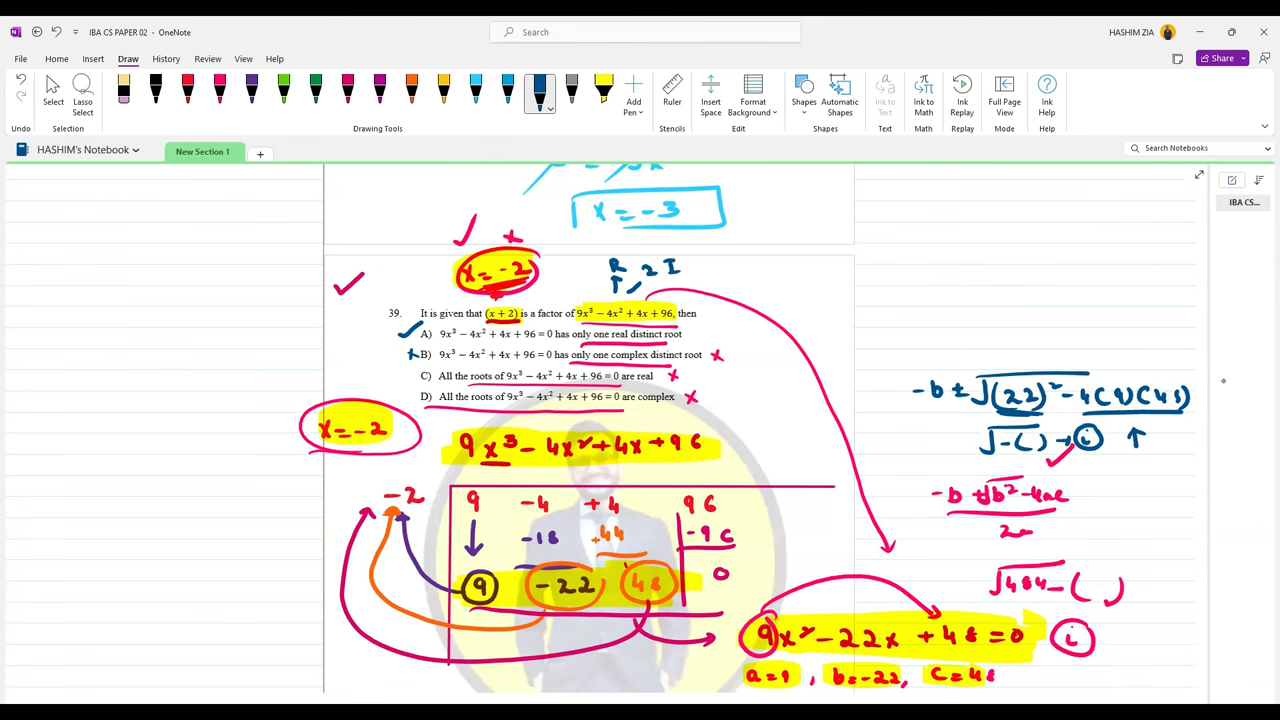 IBA CS PAPER 02 - OneNote
Search
HASHIM ZIA
File Home Insert Draw History Review View Help
Share
Select
Lasso Select
Add Pen
Ruler
Insert Space
Format Background
Shapes
Automatic Shapes
Ink to Text
Ink to Math
Ink Replay
Full Page View
Ink Help
Undo
Selection
Drawing Tools
Stencils
Edit
Shapes
Text
Math
Replay
Mode
Help
HASHIM's Notebook
New Section 1
+
Search Notebooks
IBA CS...
x = -3
x = -2
R 2 I
39. It is given that (x + 2) is a factor of 9x³ − 4x² + 4x + 96, then
A) 9x³ − 4x² + 4x + 96 = 0 has only one real distinct root
B) 9x³ − 4x² + 4x + 96 = 0 has only one complex distinct root
C) All the roots of 9x³ − 4x² + 4x + 96 = 0 are real
D) All the roots of 9x³ − 4x² + 4x + 96 = 0 are complex
x = -2
9x³ - 4x² + 4x + 96
-2 9 -4 +4 96
-18 +44 -96
9 -22 48 0
-b ± √(22)² - 4(9)(48)
√-( ) → i ↑
-b ± √b² - 4ac
2a
√484 - ( )
9x² - 22x + 48 = 0 i
a=9, b=-22, c=48